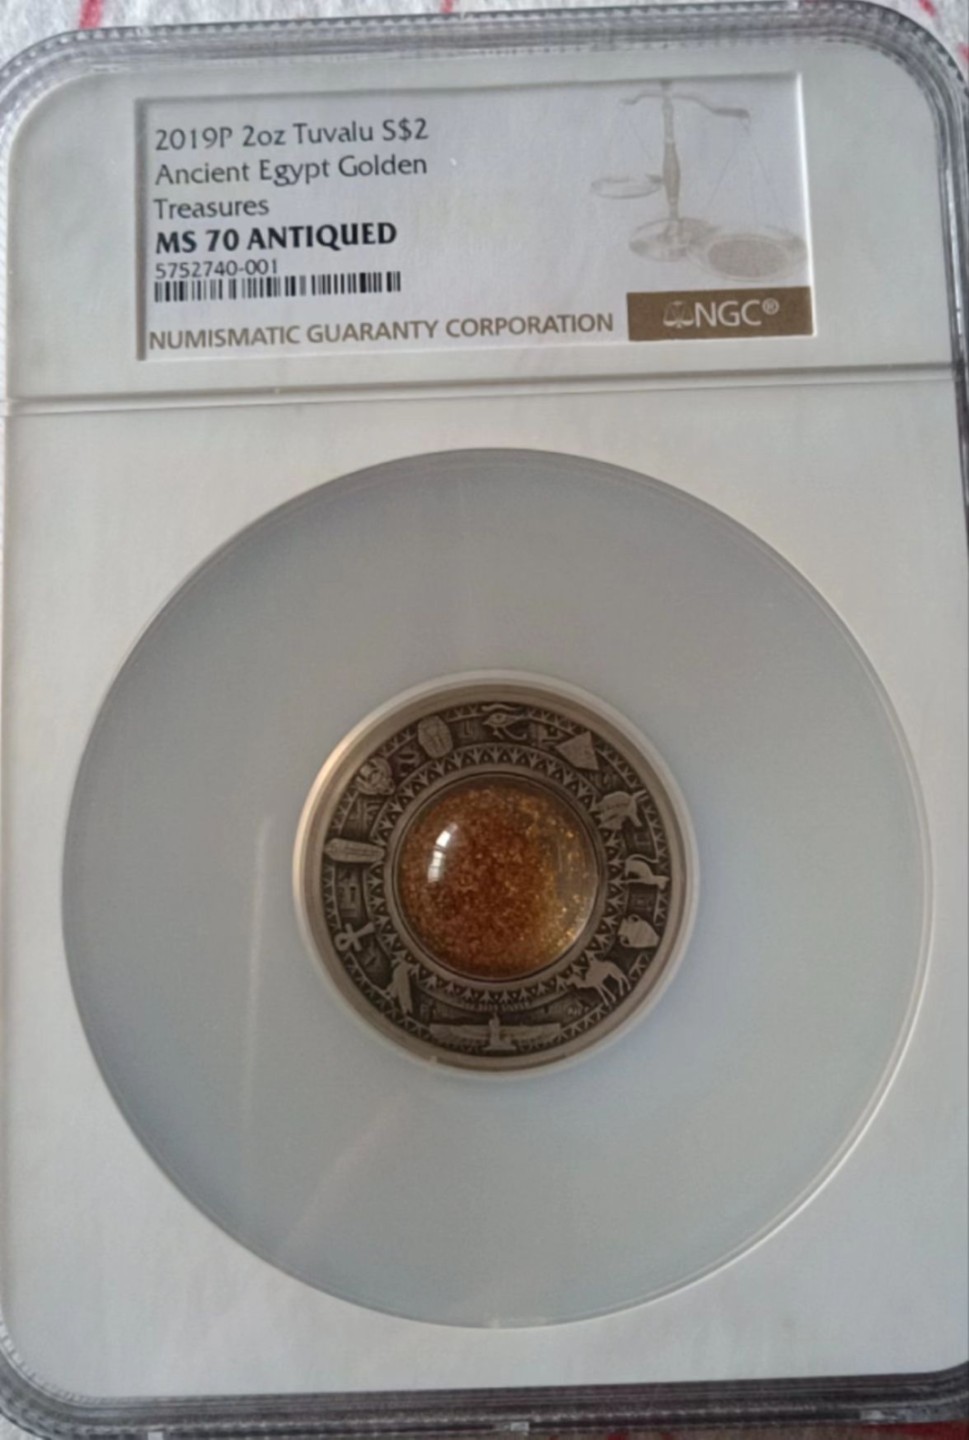 2019P 2oz Tuvalu S$2
Ancient Egypt Golden
Treasures
MS 70 ANTIQUED
5752740-001
NUMISMATIC GUARANTY CORPORATION
NGC®